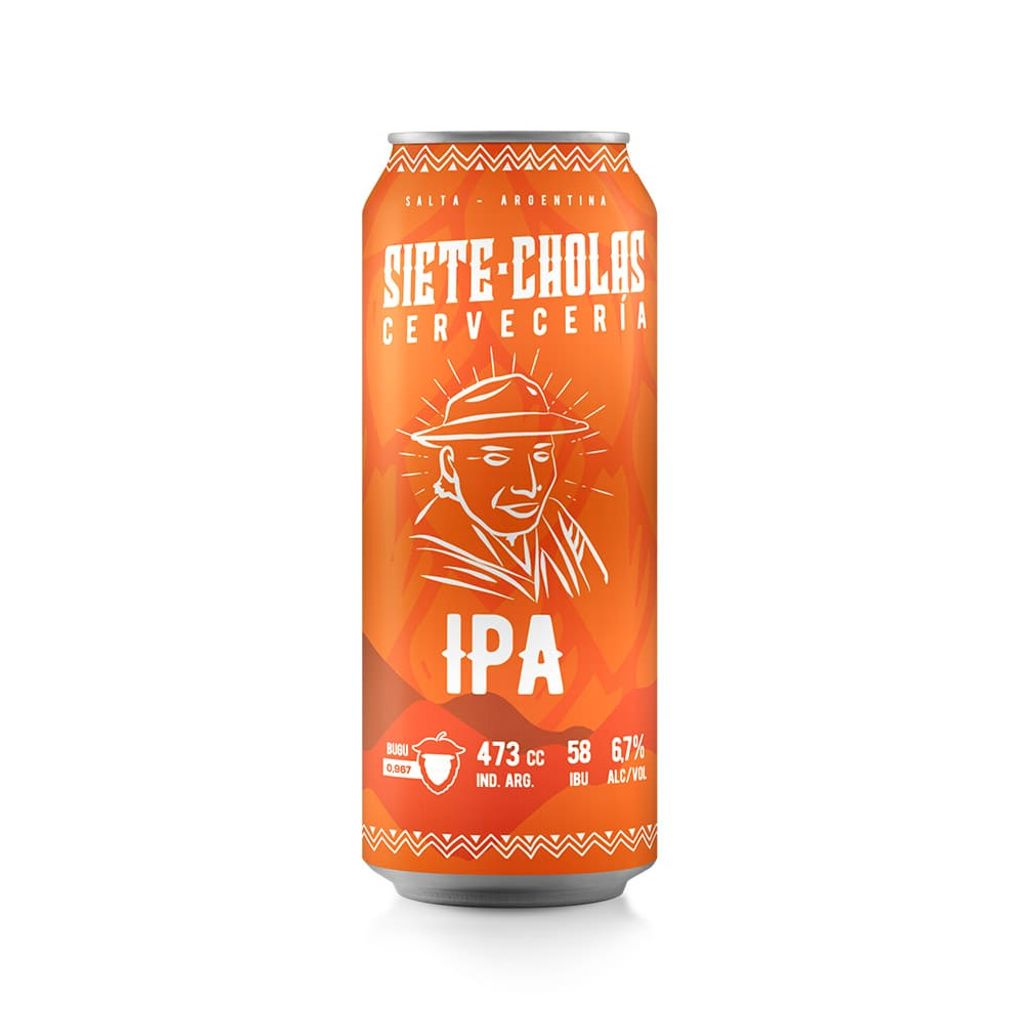 SALTA - ARGENTINA
SIETE·CHOLAS
CERVECERÍA
IPA
BUGU
0,967
473 CC
IND. ARG.
58
IBU
6,7%
ALC/VOL